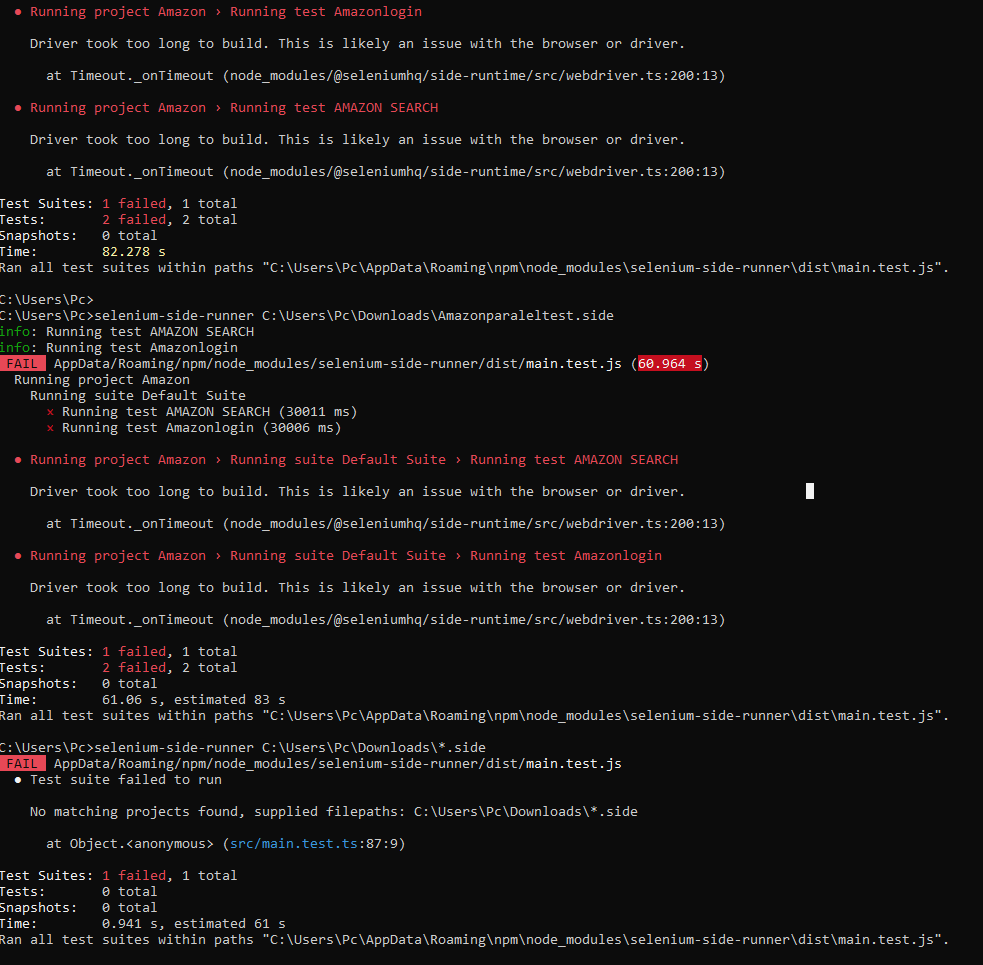 ● Running project Amazon › Running test Amazonlogin
Driver took too long to build. This is likely an issue with the browser or driver.
at Timeout._onTimeout (node_modules/@seleniumhq/side-runtime/src/webdriver.ts:200:13)
● Running project Amazon › Running test AMAZON SEARCH
Driver took too long to build. This is likely an issue with the browser or driver.
at Timeout._onTimeout (node_modules/@seleniumhq/side-runtime/src/webdriver.ts:200:13)
Test Suites: 1 failed, 1 total
Tests:       2 failed, 2 total
Snapshots:   0 total
Time:        82.278 s
Ran all test suites within paths "C:\Users\Pc\AppData\Roaming\npm\node_modules\selenium-side-runner\dist\main.test.js".
C:\Users\Pc>
C:\Users\Pc>selenium-side-runner C:\Users\Pc\Downloads\Amazonparaleltest.side
info: Running test AMAZON SEARCH
info: Running test Amazonlogin
FAIL AppData/Roaming/npm/node_modules/selenium-side-runner/dist/main.test.js (60.964 s)
Running project Amazon
Running suite Default Suite
× Running test AMAZON SEARCH (30011 ms)
× Running test Amazonlogin (30006 ms)
● Running project Amazon › Running suite Default Suite › Running test AMAZON SEARCH
Driver took too long to build. This is likely an issue with the browser or driver.
at Timeout._onTimeout (node_modules/@seleniumhq/side-runtime/src/webdriver.ts:200:13)
● Running project Amazon › Running suite Default Suite › Running test Amazonlogin
Driver took too long to build. This is likely an issue with the browser or driver.
at Timeout._onTimeout (node_modules/@seleniumhq/side-runtime/src/webdriver.ts:200:13)
Test Suites: 1 failed, 1 total
Tests:       2 failed, 2 total
Snapshots:   0 total
Time:        61.06 s, estimated 83 s
Ran all test suites within paths "C:\Users\Pc\AppData\Roaming\npm\node_modules\selenium-side-runner\dist\main.test.js".
C:\Users\Pc>selenium-side-runner C:\Users\Pc\Downloads\*.side
FAIL AppData/Roaming/npm/node_modules/selenium-side-runner/dist/main.test.js
● Test suite failed to run
No matching projects found, supplied filepaths: C:\Users\Pc\Downloads\*.side
at Object.<anonymous> (src/main.test.ts:87:9)
Test Suites: 1 failed, 1 total
Tests:       0 total
Snapshots:   0 total
Time:        0.941 s, estimated 61 s
Ran all test suites within paths "C:\Users\Pc\AppData\Roaming\npm\node_modules\selenium-side-runner\dist\main.test.js".